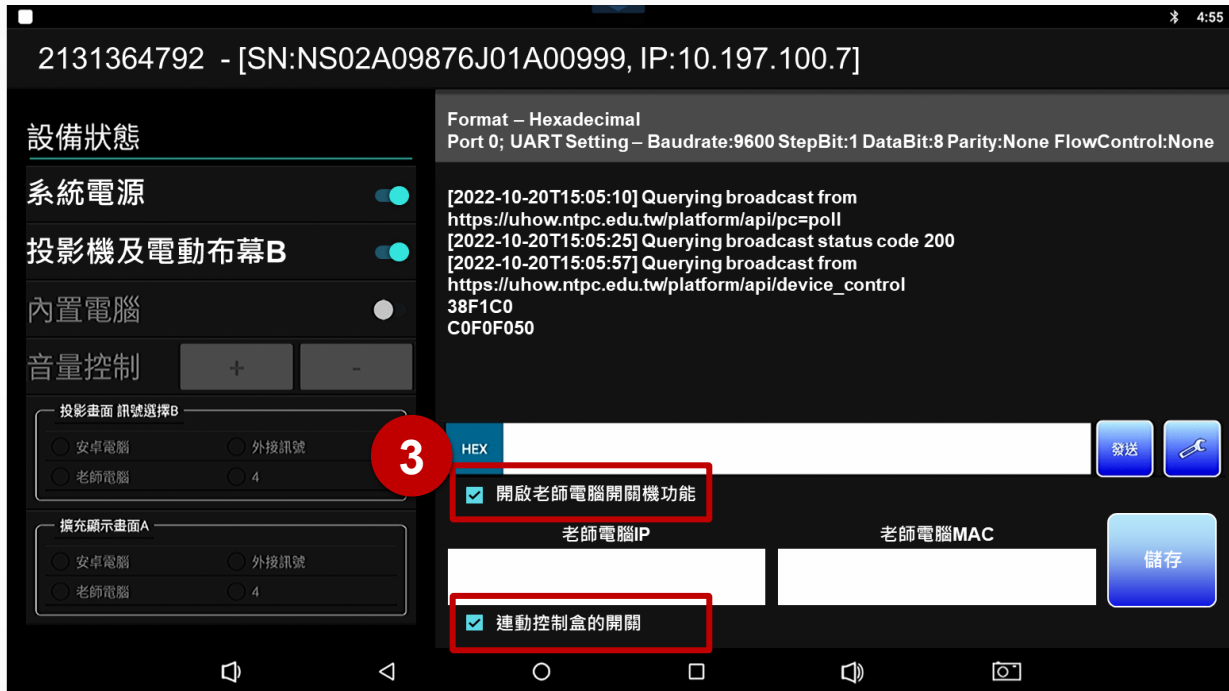 4:55
2131364792 - [SN:NS02A09876J01A00999, IP:10.197.100.7]
設備狀態
系統電源
投影機及電動布幕B
內置電腦
音量控制 + -
投影畫面 訊號選擇B
安卓電腦 外接訊號
老師電腦 4
擴充顯示畫面A
安卓電腦 外接訊號
老師電腦 4
Format – Hexadecimal
Port 0; UART Setting – Baudrate:9600 StepBit:1 DataBit:8 Parity:None FlowControl:None
[2022-10-20T15:05:10] Querying broadcast from
https://uhow.ntpc.edu.tw/platform/api/pc=poll
[2022-10-20T15:05:25] Querying broadcast status code 200
[2022-10-20T15:05:57] Querying broadcast from
https://uhow.ntpc.edu.tw/platform/api/device_control
38F1C0
C0F0F050
3
HEX 發送
開啟老師電腦開關機功能
老師電腦IP 老師電腦MAC
儲存
連動控制盒的開關